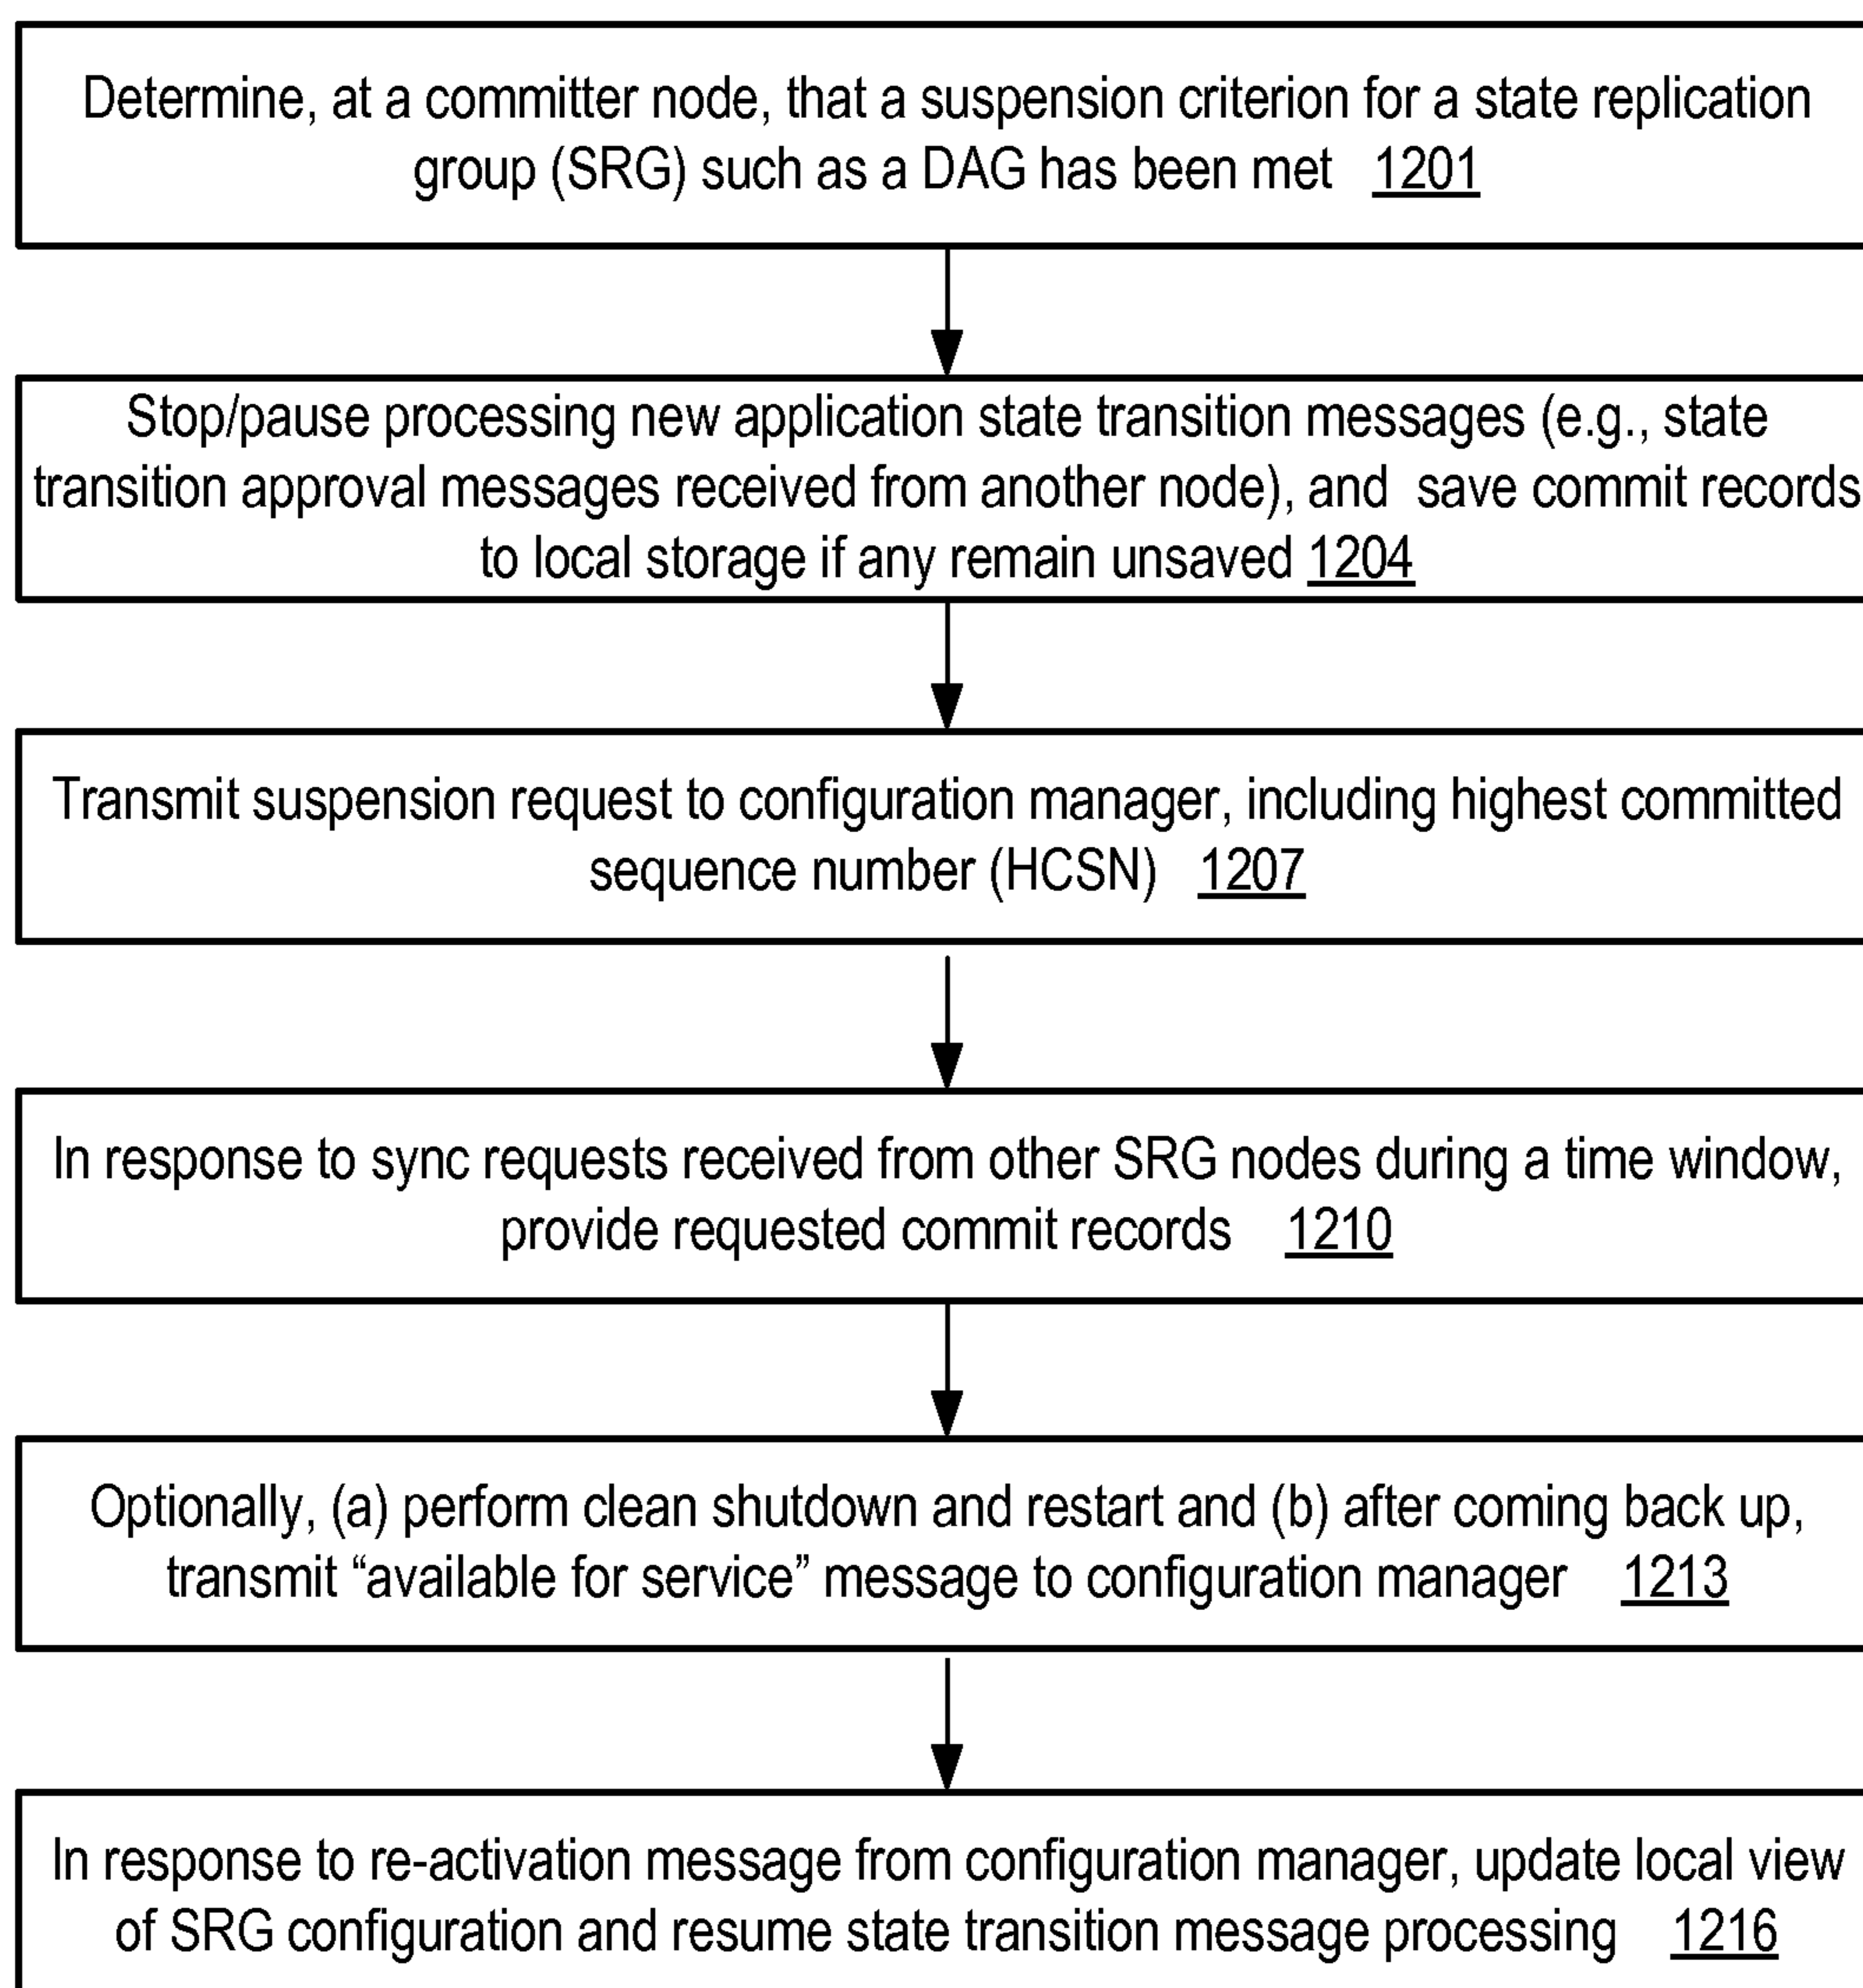 Determine, at a committer node, that a suspension criterion for a state replication
group (SRG) such as a DAG has been met 1201
Stop/pause processing new application state transition messages (e.g., state
transition approval messages received from another node), and save commit records
to local storage if any remain unsaved 1204
Transmit suspension request to configuration manager, including highest committed
sequence number (HCSN) 1207
In response to sync requests received from other SRG nodes during a time window,
provide requested commit records 1210
Optionally, (a) perform clean shutdown and restart and (b) after coming back up,
transmit “available for service” message to configuration manager 1213
In response to re-activation message from configuration manager, update local view
of SRG configuration and resume state transition message processing 1216